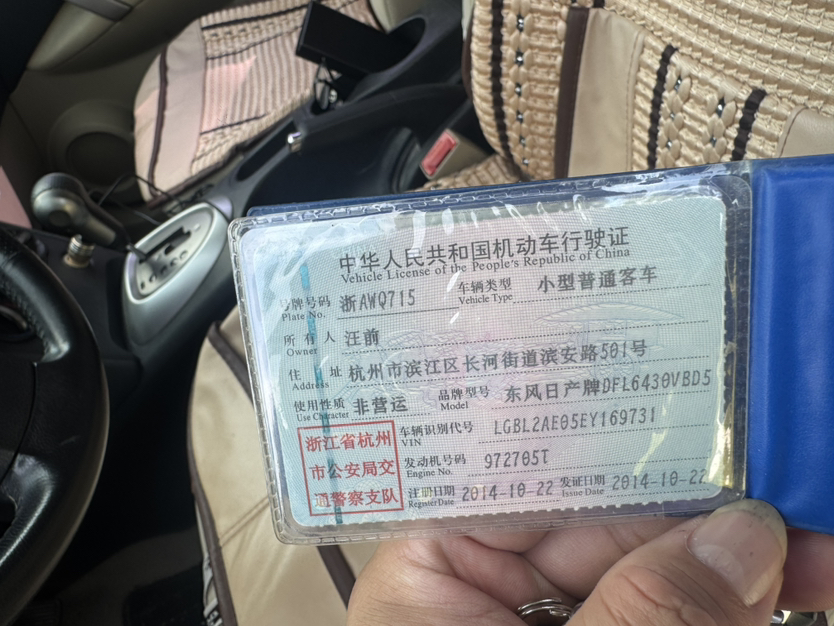 中华人民共和国机动车行驶证
Vehicle License of the People's Republic of China
号牌号码 浙AWQ715 车辆类型 小型普通客车
Plate No. Vehicle Type
所有人 汪前
Owner
住址 杭州市滨江区长河街道滨安路501号
Address
使用性质 非营运 品牌型号 东风日产牌DFL6430VBD5
Use Character Model
浙江省杭州 车辆识别代号 LGBL2AE05EY169731
VIN
市公安局交 发动机号码 972705T
Engine No.
通警察支队 注册日期 2014-10-22 发证日期 2014-10-22
Register Date Issue Date